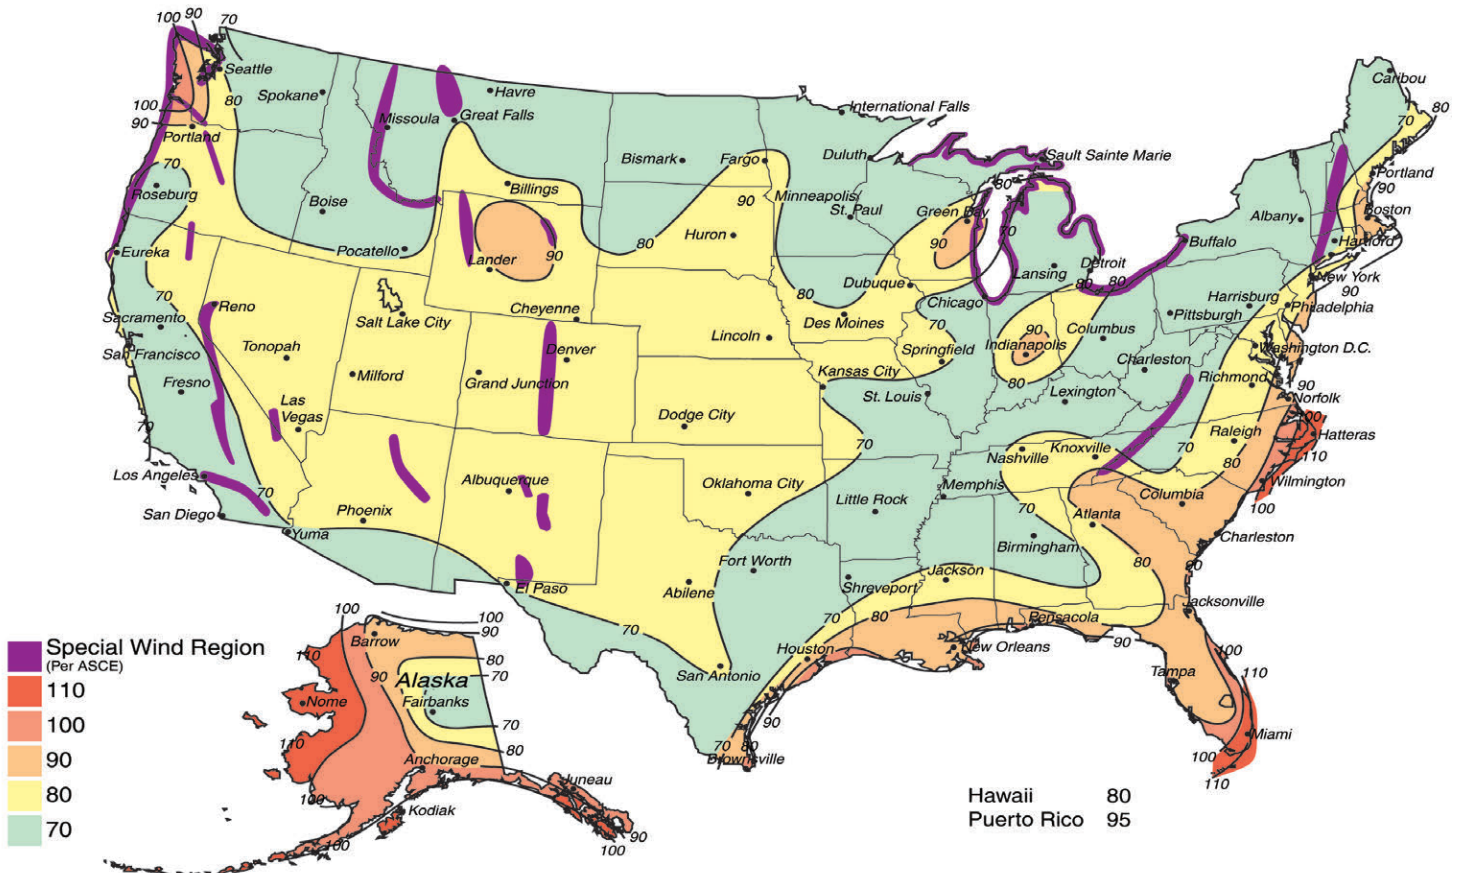 100 90 70
Seattle
Spokane
80
100
90
Portland
70
Roseburg
Eureka
Boise
Pocatello
Missoula
Havre
Great Falls
Billings
Lander
90
Cheyenne
Bismark
Fargo
International Falls
Duluth
Minneapolis
St. Paul
90
Huron
80
Sault Sainte Marie
80
Green Bay
90
70
Lansing
Detroit
80
80
Buffalo
Albany
Caribou
70
80
Portland
90
Boston
Hartford
New York
90
Philadelphia
Harrisburg
Pittsburgh
Washington D.C.
Richmond
90
Norfolk
100
Hatteras
110
Wilmington
100
Raleigh
80
70
Charleston
Columbus
90
Indianapolis
80
Lexington
Chicago
Dubuque
Des Moines
70
Springfield
Kansas City
St. Louis
Lincoln
Dodge City
70
Oklahoma City
Little Rock
Memphis
Nashville
Knoxville
Columbia
Atlanta
Charleston
70
Birmingham
80
90
Jackson
Shreveport
Fort Worth
Abilene
70
70
80
Jacksonville
Pensacola
90
New Orleans
Houston
San Antonio
90
70 80
Brownsville
Tampa
100
110
Miami
100
110
70
Sacramento
San Francisco
Fresno
70
Reno
Tonopah
Las
Vegas
Salt Lake City
Milford
Grand Junction
Denver
Albuquerque
Phoenix
Los Angeles
70
San Diego
Yuma
El Paso
100
100
90
Barrow
110
90
80
70
Alaska
Fairbanks
Nome
110
70
80
Anchorage
100
Juneau
Kodiak
100
90
100
Special Wind Region
(Per ASCE)
110
100
90
80
70
Hawaii 80
Puerto Rico 95